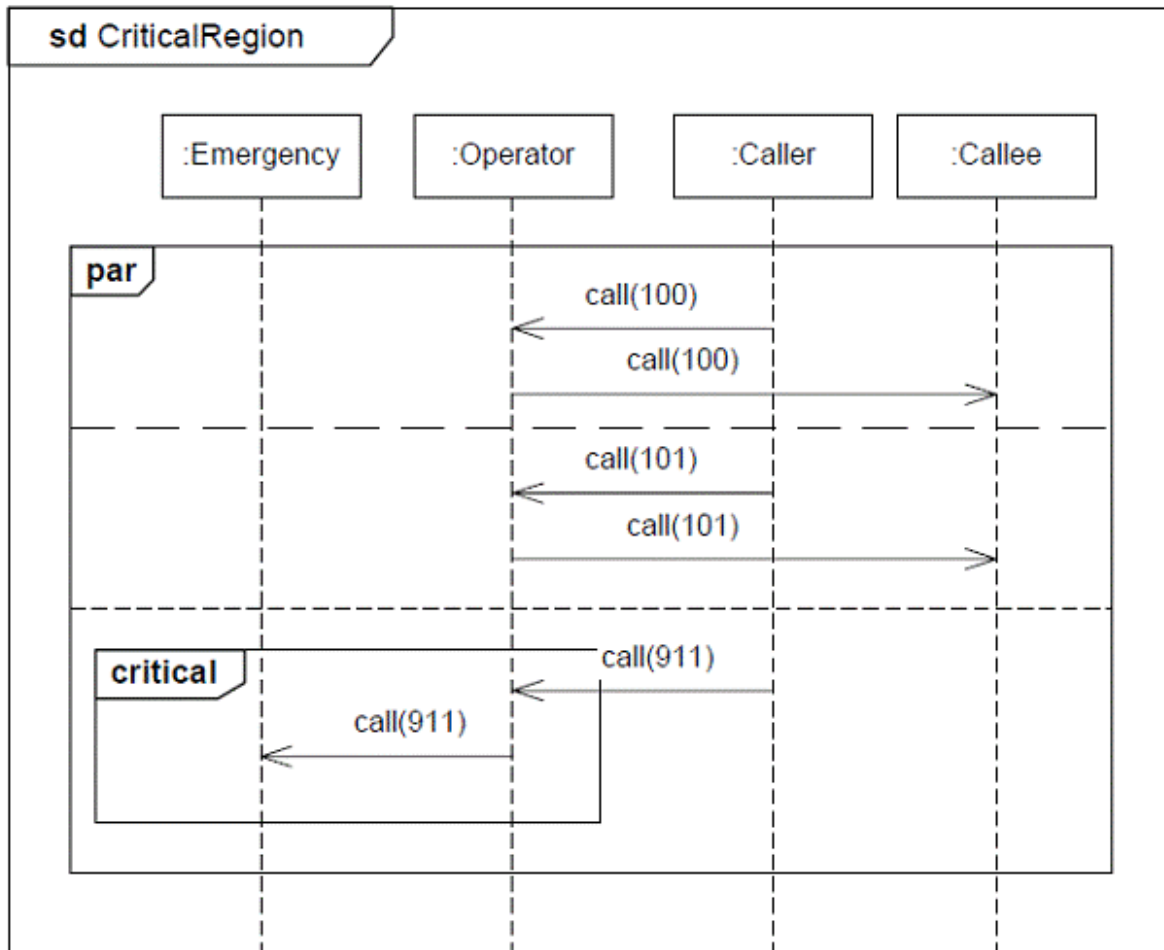 sd CriticalRegion
:Emergency
:Operator
:Caller
:Callee
par
call(100)
call(100)
call(101)
call(101)
call(911)
critical
call(911)